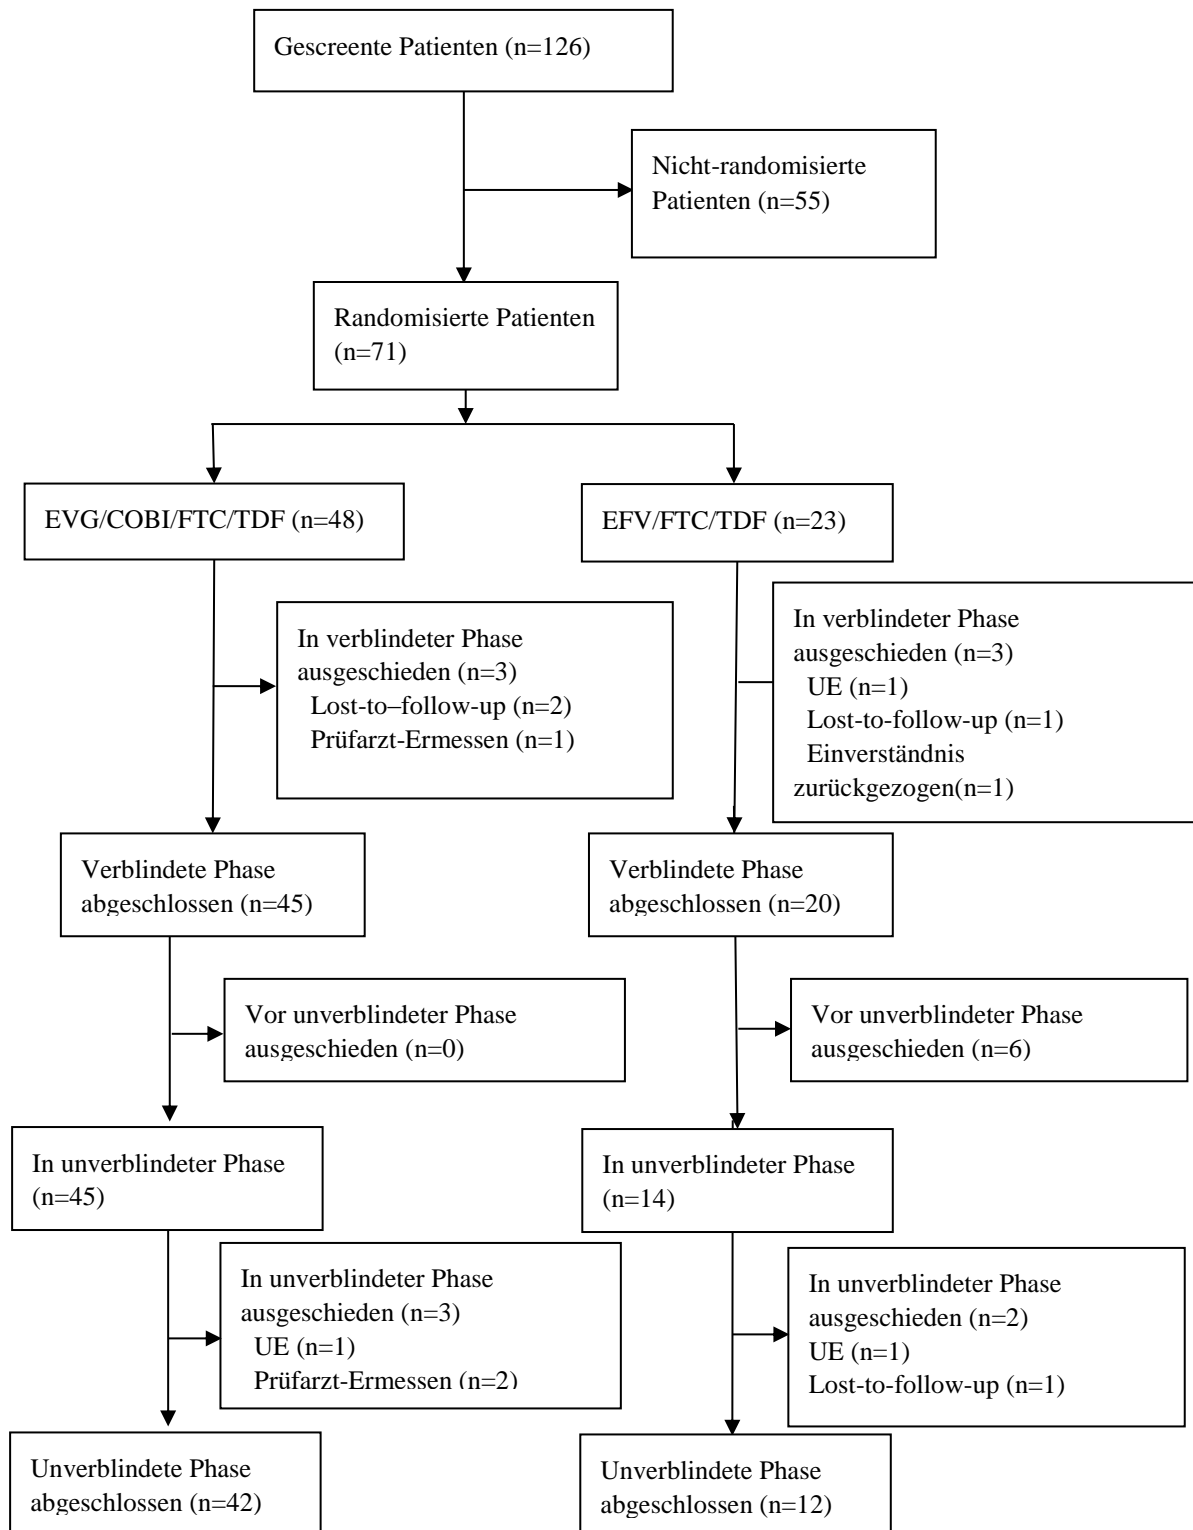 Gescreente Patienten (n=126)
Nicht-randomisierte
Patienten (n=55)
Randomisierte Patienten
(n=71)
EVG/COBI/FTC/TDF (n=48)
EFV/FTC/TDF (n=23)
In verblindeter Phase
ausgeschieden (n=3)
Lost-to–follow-up (n=2)
Prüfarzt-Ermessen (n=1)
In verblindeter Phase
ausgeschieden (n=3)
UE (n=1)
Lost-to-follow-up (n=1)
Einverständnis
zurückgezogen(n=1)
Verblindete Phase
abgeschlossen (n=45)
Verblindete Phase
abgeschlossen (n=20)
Vor unverblindeter Phase
ausgeschieden (n=0)
Vor unverblindeter Phase
ausgeschieden (n=6)
In unverblindeter Phase
(n=45)
In unverblindeter Phase
(n=14)
In unverblindeter Phase
ausgeschieden (n=3)
UE (n=1)
Prüfarzt-Ermessen (n=2)
In unverblindeter Phase
ausgeschieden (n=2)
UE (n=1)
Lost-to-follow-up (n=1)
Unverblindete Phase
abgeschlossen (n=42)
Unverblindete Phase
abgeschlossen (n=12)